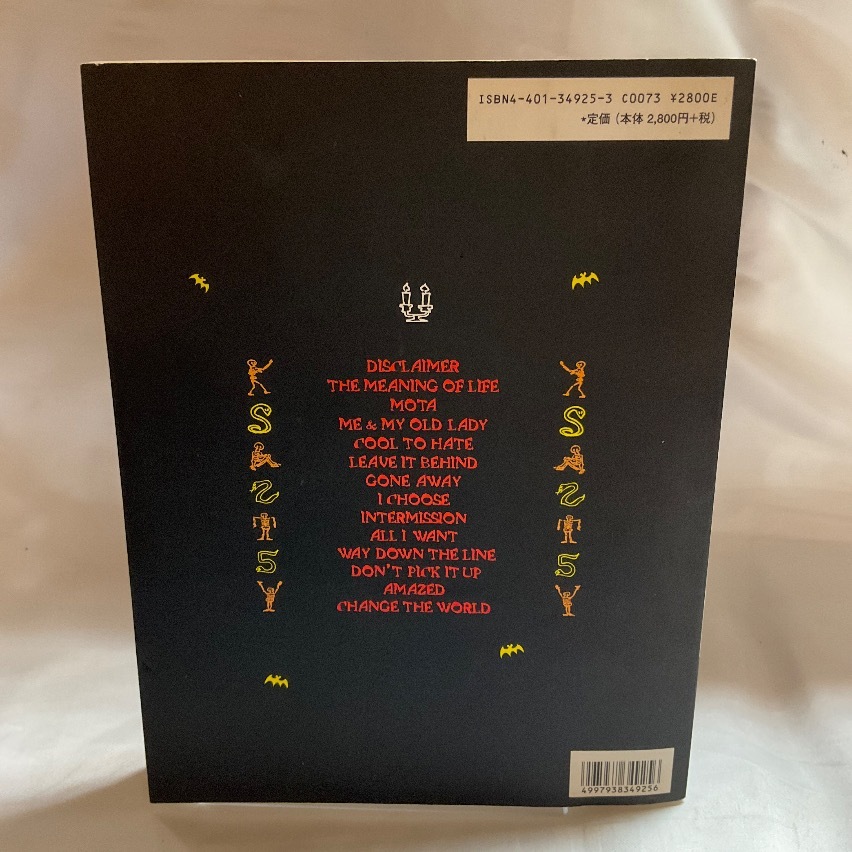 ISBN4-401-34925-3 C0073 ¥2800E
*定価 (本体 2,800円+税)
DISCLAIMER
THE MEANING OF LIFE
MOTA
ME & MY OLD LADY
COOL TO HATE
LEAVE IT BEHIND
GONE AWAY
I CHOOSE
INTERMISSION
ALL I WANT
WAY DOWN THE LINE
DON'T PICK IT UP
AMAZED
CHANGE THE WORLD
4997938349256